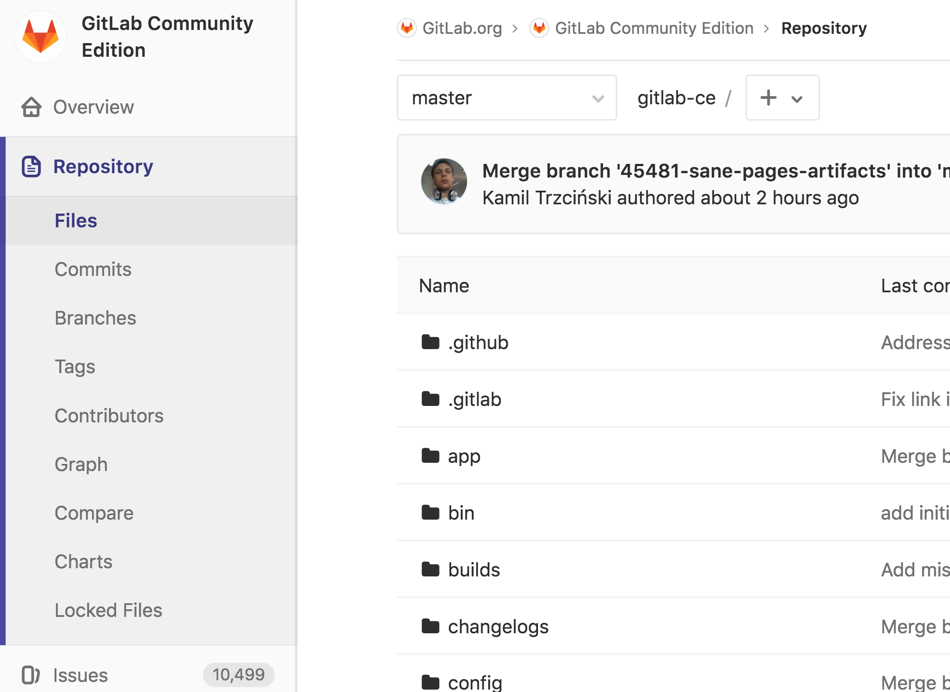 GitLab Community
Edition
Overview
Repository
Files
Commits
Branches
Tags
Contributors
Graph
Compare
Charts
Locked Files
Issues 10,499
GitLab.org > GitLab Community Edition > Repository
master gitlab-ce / +
Merge branch '45481-sane-pages-artifacts' into
Kamil Trzciński authored about 2 hours ago
Name Last
.github Address
.gitlab Fix link
app Merge
bin add
builds Add
changelogs Merge
config Merge